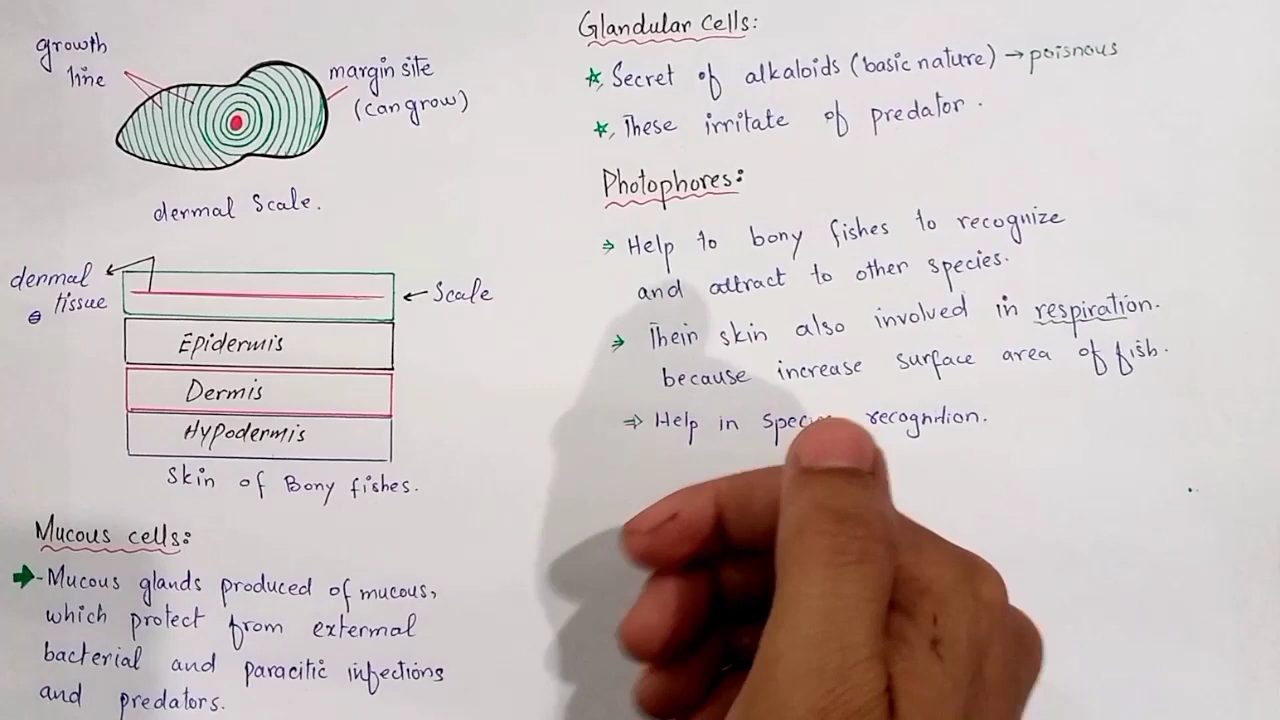 growth
line
margin site
(can grow)
dermal Scale.
dermal
tissue
Scale
Epidermis
Dermis
Hypodermis
Skin of Bony fishes.
Mucous cells:
- Mucous glands produced of mucous,
which protect from extermal
bacterial and paracitic infections
and predators.
Glandular Cells:
Secret of alkaloids (basic nature) → poisnous
These irritate of predator.
Photophores:
⇒ Help to bony fishes to recognize
and attract to other species.
⇒ Their skin also involved in respiration.
because increase surface area of fish.
⇒ Help in recognition.